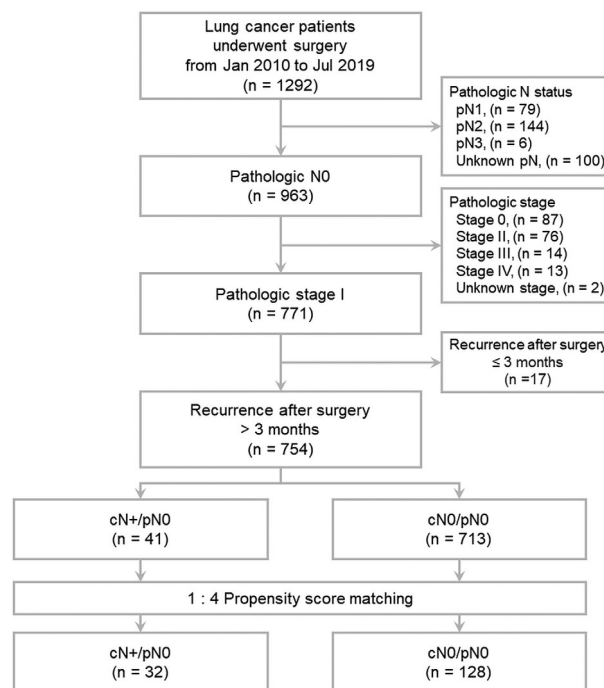 Lung cancer patients
underwent surgery
from Jan 2010 to Jul 2019
(n = 1292)
Pathologic N status
pN1, (n = 79)
pN2, (n = 144)
pN3, (n = 6)
Unknown pN, (n = 100)
Pathologic N0
(n = 963)
Pathologic stage
Stage 0, (n = 87)
Stage II, (n = 76)
Stage III, (n = 14)
Stage IV, (n = 13)
Unknown stage, (n = 2)
Pathologic stage I
(n = 771)
Recurrence after surgery
≤ 3 months
(n =17)
Recurrence after surgery
> 3 months
(n = 754)
cN+/pN0
(n = 41)
cN0/pN0
(n = 713)
1 : 4 Propensity score matching
cN+/pN0
(n = 32)
cN0/pN0
(n = 128)